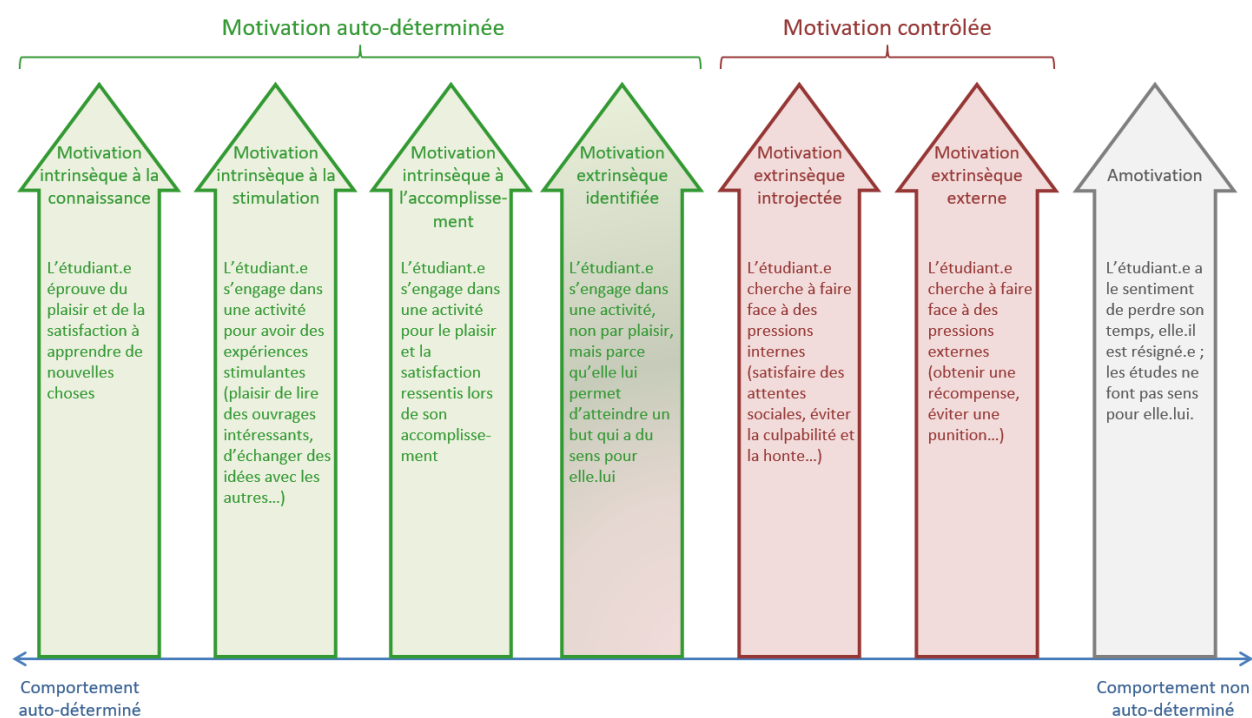 Motivation auto-déterminée
Motivation contrôlée
Motivation
intrinsèque à la
connaissance
L’étudiant.e
éprouve du
plaisir et de la
satisfaction à
apprendre de
nouvelles
choses
Motivation
intrinsèque à la
stimulation
L’étudiant.e
s’engage dans
une activité
pour avoir des
expériences
stimulantes
(plaisir de lire
des ouvrages
intéressants,
d’échanger des
idées avec les
autres…)
Motivation
intrinsèque à
l’accomplisse-
ment
L’étudiant.e
s’engage dans
une activité
pour le plaisir
et la
satisfaction
ressentis lors
de son
accomplisse-
ment
Motivation
extrinsèque
identifiée
L’étudiant.e
s’engage dans
une activité,
non par plaisir,
mais parce
qu’elle lui
permet
d’atteindre un
but qui a du
sens pour
elle.lui
Motivation
extrinsèque
introjectée
L’étudiant.e
cherche à faire
face à des
pressions
internes
(satisfaire des
attentes
sociales, éviter
la culpabilité et
la honte…)
Motivation
extrinsèque
externe
L’étudiant.e
cherche à faire
face à des
pressions
externes
(obtenir une
récompense,
éviter une
punition…)
Amotivation
L’étudiant.e a
le sentiment
de perdre son
temps, elle.il
est résigné.e ;
les études ne
font pas sens
pour elle.lui.
Comportement
auto-déterminé
Comportement non
auto-déterminé